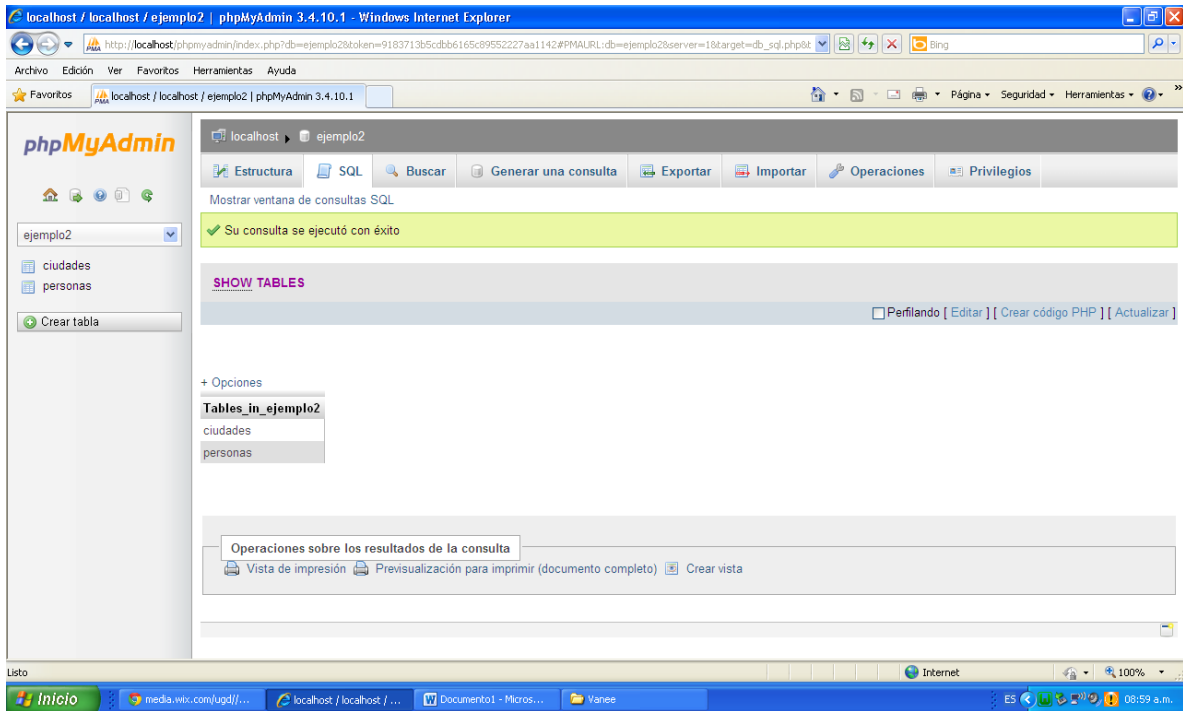 localhost / localhost / ejemplo2 | phpMyAdmin 3.4.10.1 - Windows Internet Explorer
http://localhost/phpmyadmin/index.php?db=ejemplo2&token=9183713b5cdbb6165c89552227aa1142#PMAURL:db=ejemplo2&server=1&target=db_sql.php&t
Bing
Archivo Edición Ver Favoritos Herramientas Ayuda
Favoritos localhost / localhost / ejemplo2 | phpMyAdmin 3.4.10.1 Página Seguridad Herramientas
phpMyAdmin
ejemplo2
ciudades
personas
Crear tabla
localhost ejemplo2
Estructura SQL Buscar Generar una consulta Exportar Importar Operaciones Privilegios
Mostrar ventana de consultas SQL
Su consulta se ejecutó con éxito
SHOW TABLES
Perfilando [ Editar ] [ Crear código PHP ] [ Actualizar ]
+ Opciones
Tables_in_ejemplo2
ciudades
personas
Operaciones sobre los resultados de la consulta
Vista de impresión Previsualización para imprimir (documento completo) Crear vista
Listo Internet 100%
Inicio media.wix.com/ugd//... localhost / localhost / ... Documento1 - Micros... Vanee ES 08:59 a.m.